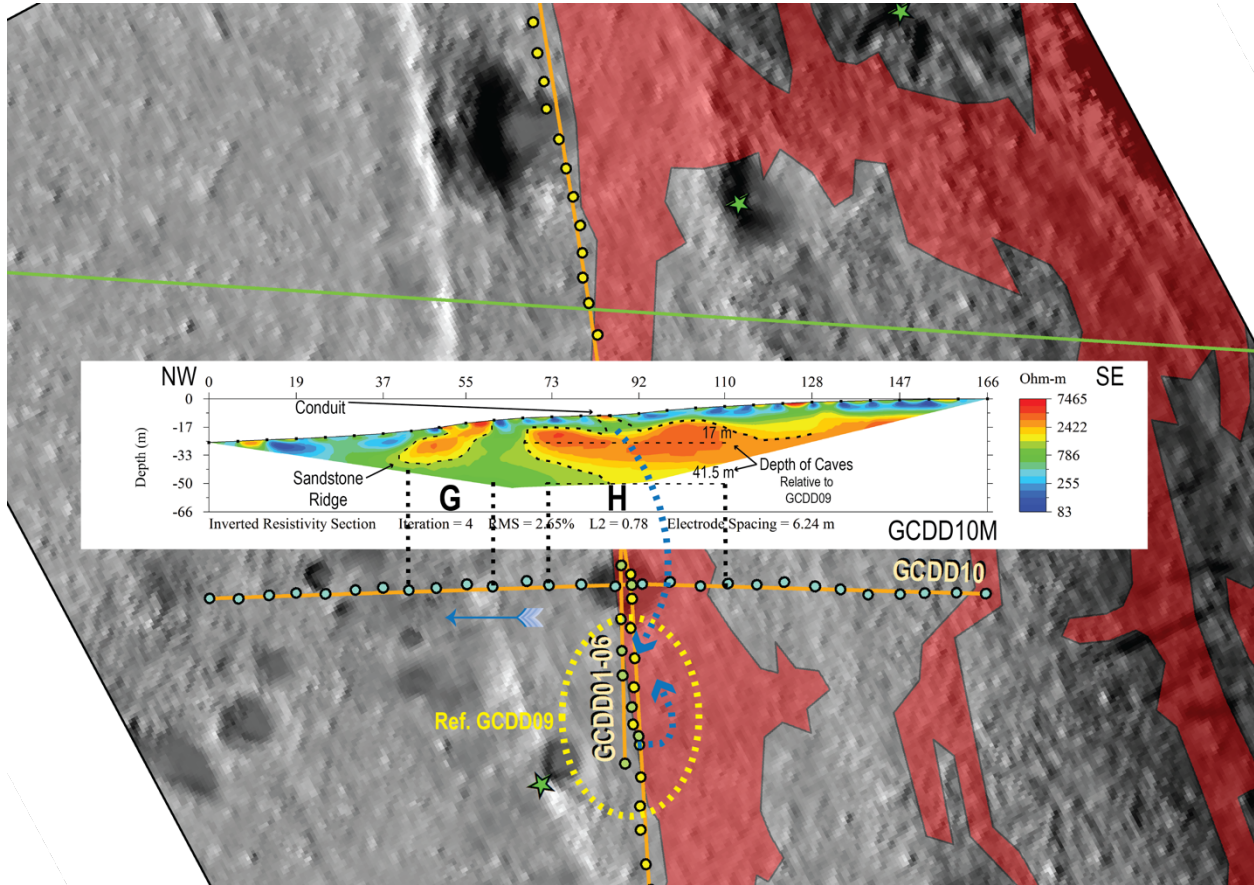 NW 0 19 37 55 73 92 110 128 147 166 Ohm-m SE
0
-17
-33
-50
-66
Depth (m)
Conduit
Sandstone
Ridge
G
H
17 m
41.5 m
Depth of Caves
Relative to
GCDD09
7465
2422
786
255
83
Inverted Resistivity Section Iteration = 4 RMS = 2.65% L2 = 0.78 Electrode Spacing = 6.24 m
GCDD10M
GCDD10
GCDD01-06
Ref. GCDD09